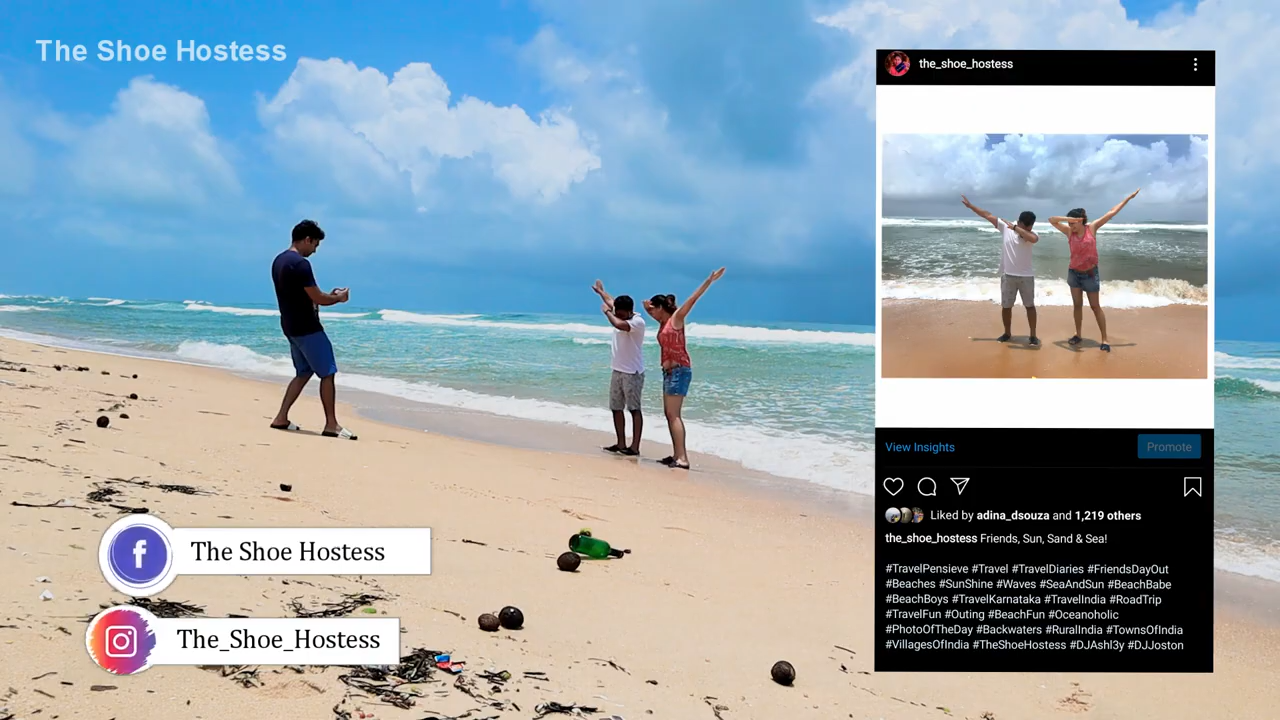 The Shoe Hostess
the_shoe_hostess
View Insights
Promote
Liked by adina_dsouza and 1,219 others
the_shoe_hostess Friends, Sun, Sand & Sea!
#TravelPensieve #Travel #TravelDiaries #FriendsDayOut
#Beaches #SunShine #Waves #SeaAndSun #BeachBabe
#BeachBoys #TravelKarnataka #TravelIndia #RoadTrip
#TravelFun #Outing #BeachFun #Oceanoholic
#PhotoOfTheDay #Backwaters #RuralIndia #TownsOfIndia
#VillagesOfIndia #TheShoeHostess #DJAshl3y #DJJoston
f
The Shoe Hostess
The_Shoe_Hostess